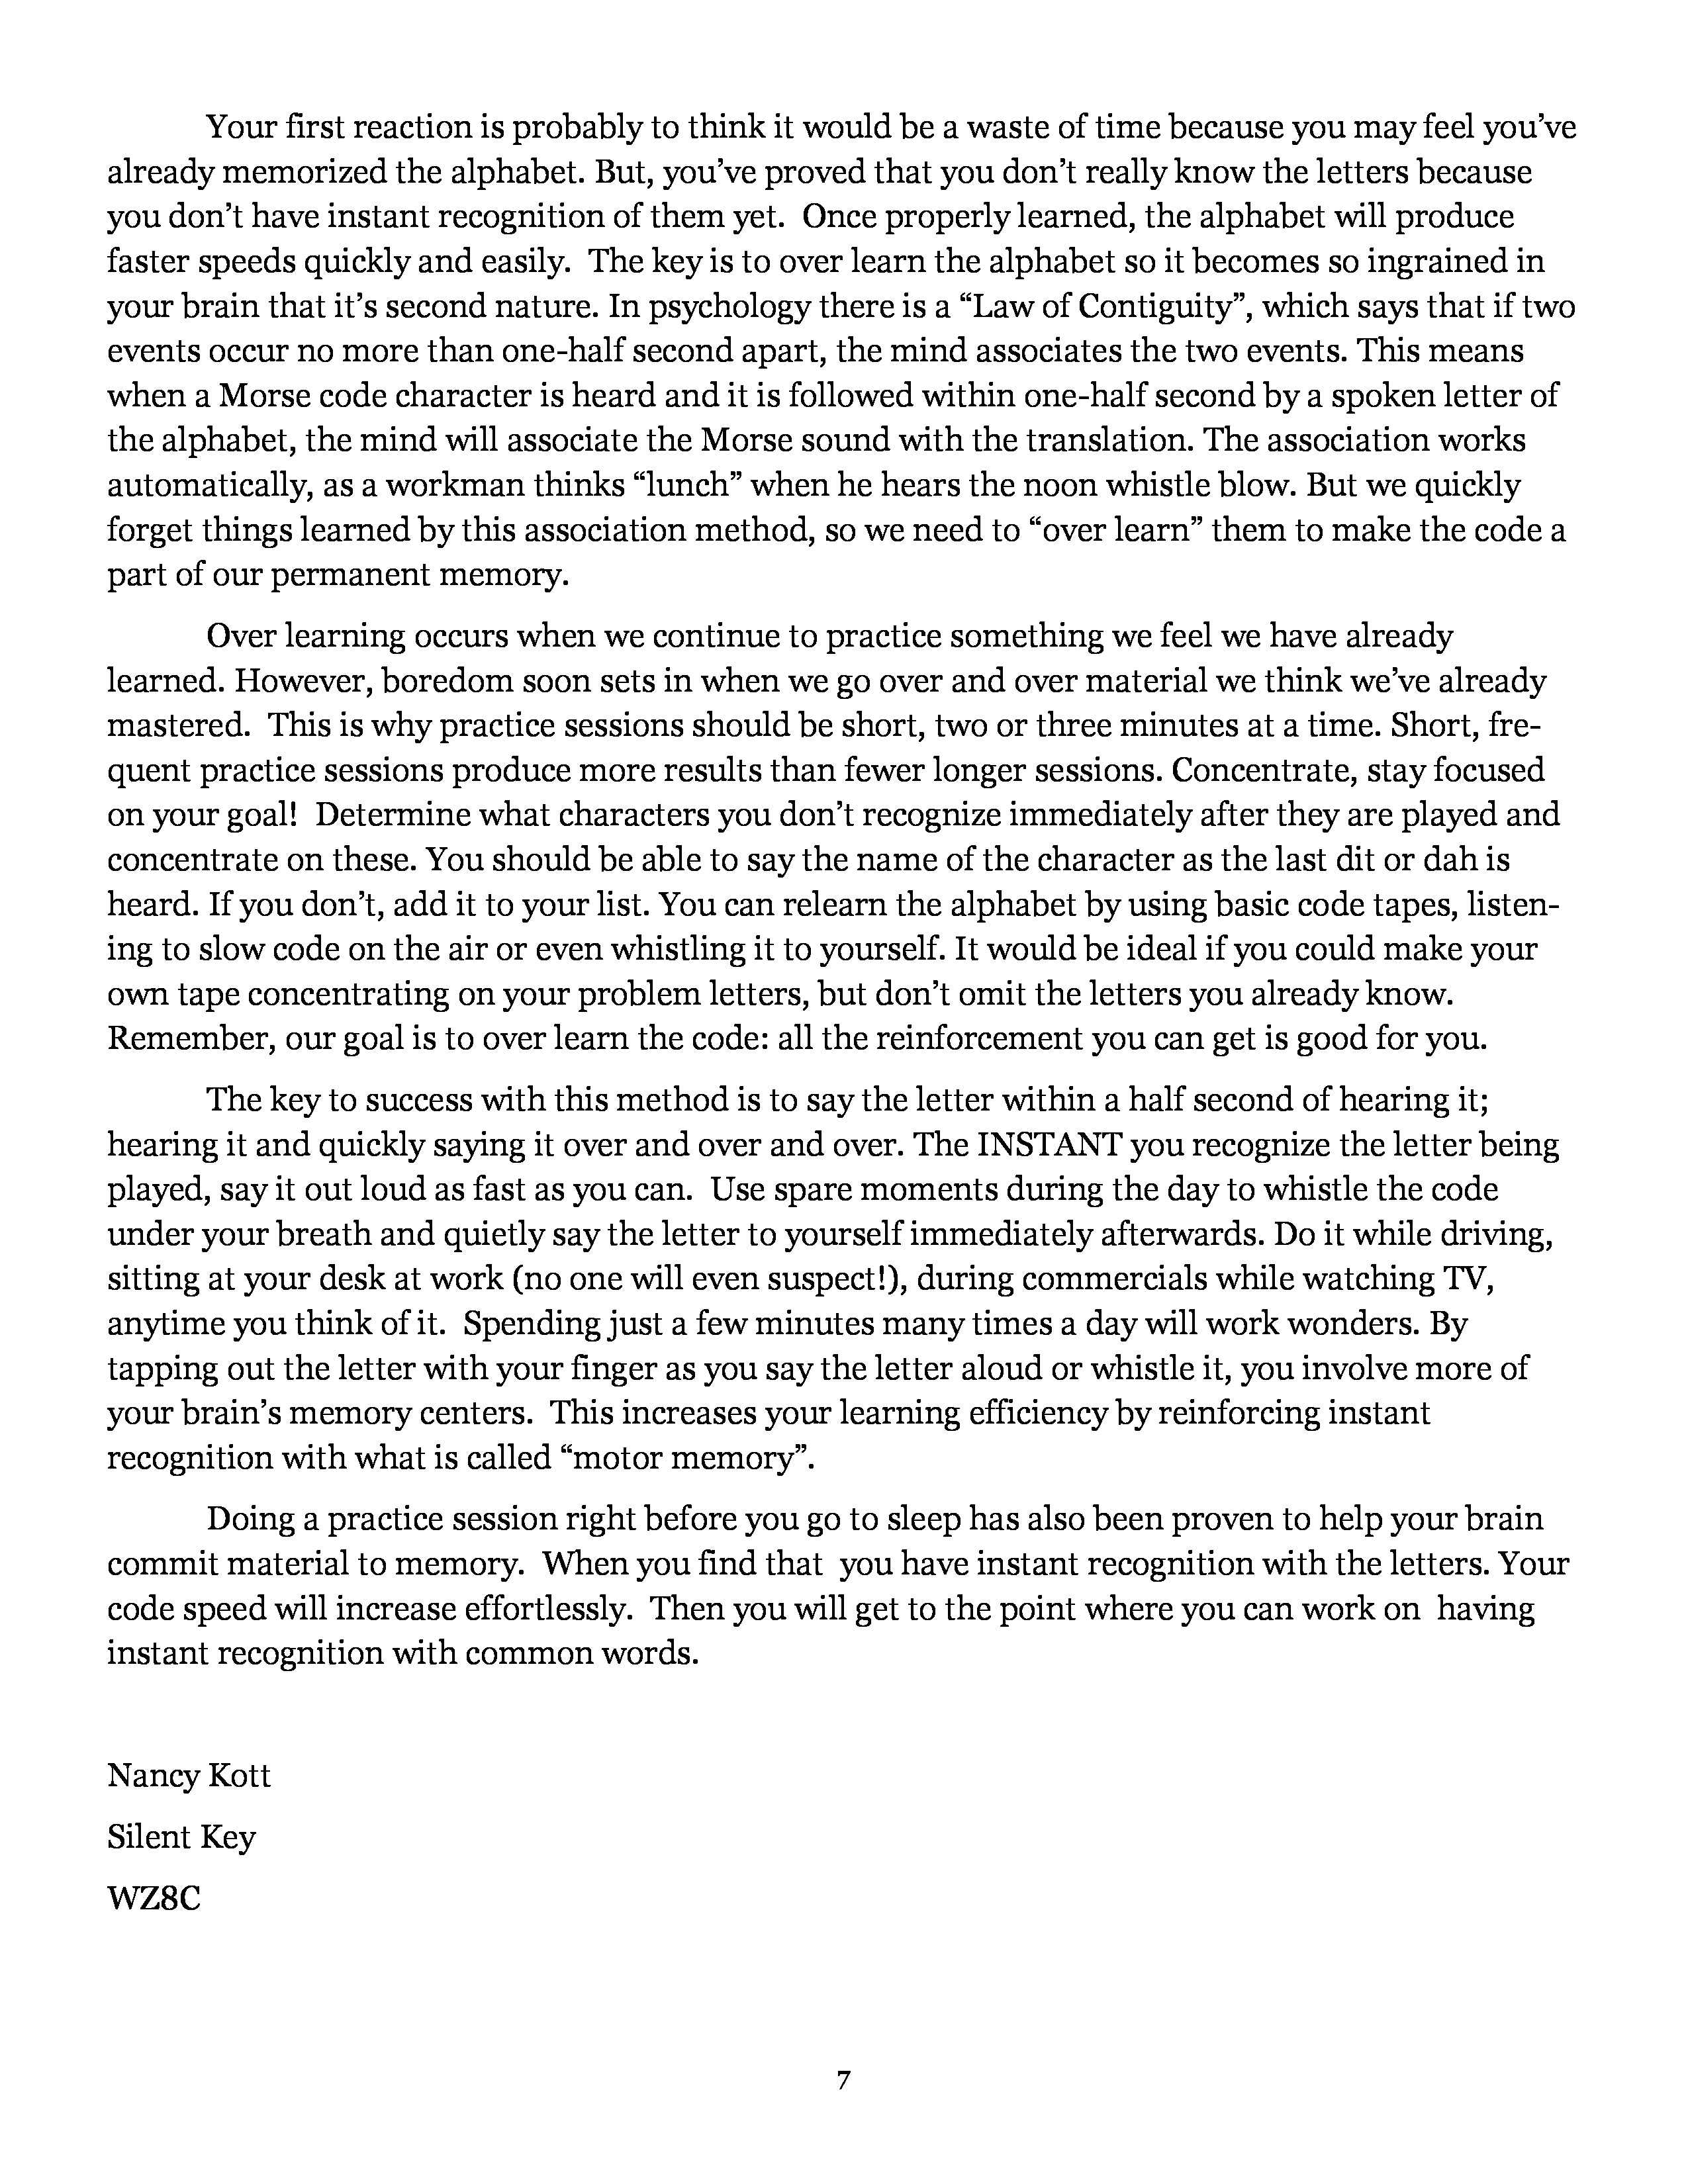 Your first reaction is probably to think it would be a waste of time because you may feel you’ve
already memorized the alphabet. But, you’ve proved that you don’t really know the letters because
you don’t have instant recognition of them yet.  Once properly learned, the alphabet will produce
faster speeds quickly and easily.  The key is to over learn the alphabet so it becomes so ingrained in
your brain that it’s second nature. In psychology there is a “Law of Contiguity”, which says that if two
events occur no more than one-half second apart, the mind associates the two events. This means
when a Morse code character is heard and it is followed within one-half second by a spoken letter of
the alphabet, the mind will associate the Morse sound with the translation. The association works
automatically, as a workman thinks “lunch” when he hears the noon whistle blow. But we quickly
forget things learned by this association method, so we need to “over learn” them to make the code a
part of our permanent memory.
Over learning occurs when we continue to practice something we feel we have already
learned. However, boredom soon sets in when we go over and over material we think we’ve already
mastered.  This is why practice sessions should be short, two or three minutes at a time. Short, fre-
quent practice sessions produce more results than fewer longer sessions. Concentrate, stay focused
on your goal!  Determine what characters you don’t recognize immediately after they are played and
concentrate on these. You should be able to say the name of the character as the last dit or dah is
heard. If you don’t, add it to your list. You can relearn the alphabet by using basic code tapes, listen-
ing to slow code on the air or even whistling it to yourself. It would be ideal if you could make your
own tape concentrating on your problem letters, but don’t omit the letters you already know.
Remember, our goal is to over learn the code: all the reinforcement you can get is good for you.
The key to success with this method is to say the letter within a half second of hearing it;
hearing it and quickly saying it over and over and over. The INSTANT you recognize the letter being
played, say it out loud as fast as you can.  Use spare moments during the day to whistle the code
under your breath and quietly say the letter to yourself immediately afterwards. Do it while driving,
sitting at your desk at work (no one will even suspect!), during commercials while watching TV,
anytime you think of it.  Spending just a few minutes many times a day will work wonders. By
tapping out the letter with your finger as you say the letter aloud or whistle it, you involve more of
your brain’s memory centers.  This increases your learning efficiency by reinforcing instant
recognition with what is called “motor memory”.
Doing a practice session right before you go to sleep has also been proven to help your brain
commit material to memory.  When you find that  you have instant recognition with the letters. Your
code speed will increase effortlessly.  Then you will get to the point where you can work on  having
instant recognition with common words.
Nancy Kott
Silent Key
WZ8C
7